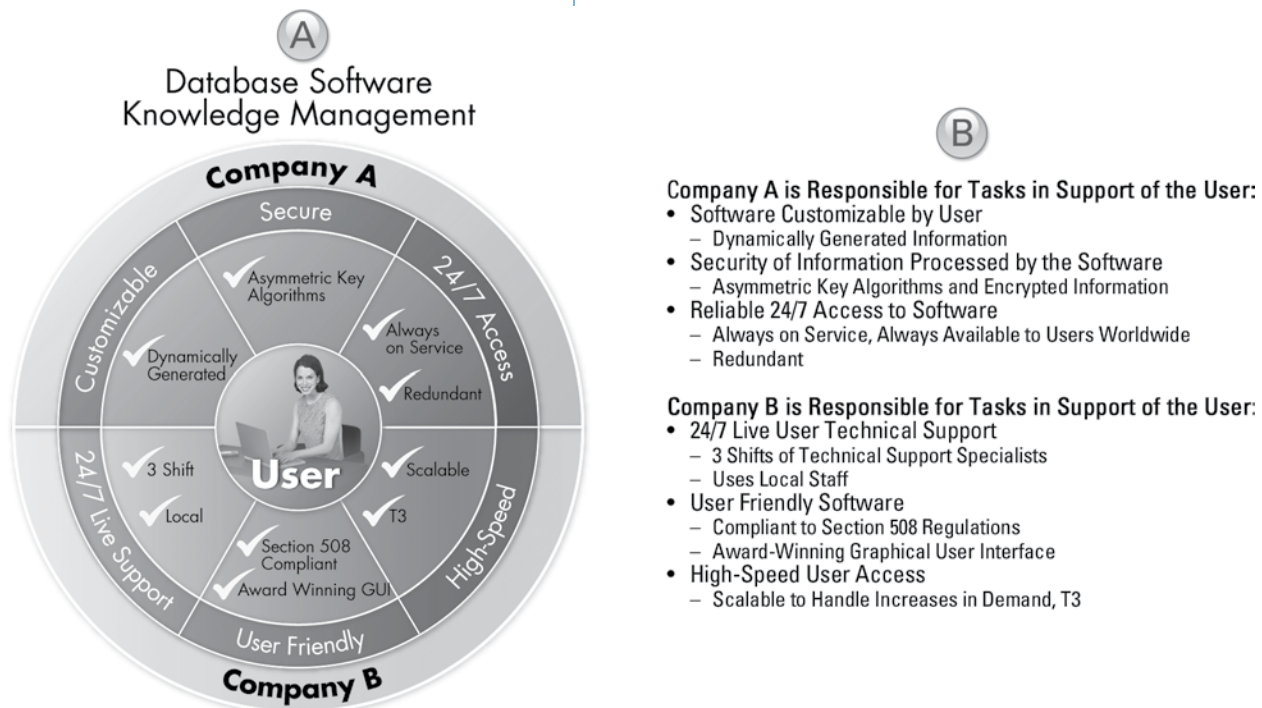 A
Database Software
Knowledge Management
Company A
Secure
Customizable
24/7 Access
Asymmetric Key
Algorithms
Always
on Service
Dynamically
Generated
Redundant
User
3 Shift
Scalable
Local
T3
Section 508
Compliant
Award Winning GUI
24/7 Live Support
High-Speed
User Friendly
Company B
B
Company A is Responsible for Tasks in Support of the User:
• Software Customizable by User
– Dynamically Generated Information
• Security of Information Processed by the Software
– Asymmetric Key Algorithms and Encrypted Information
• Reliable 24/7 Access to Software
– Always on Service, Always Available to Users Worldwide
– Redundant
Company B is Responsible for Tasks in Support of the User:
• 24/7 Live User Technical Support
– 3 Shifts of Technical Support Specialists
– Uses Local Staff
• User Friendly Software
– Compliant to Section 508 Regulations
– Award-Winning Graphical User Interface
• High-Speed User Access
– Scalable to Handle Increases in Demand, T3